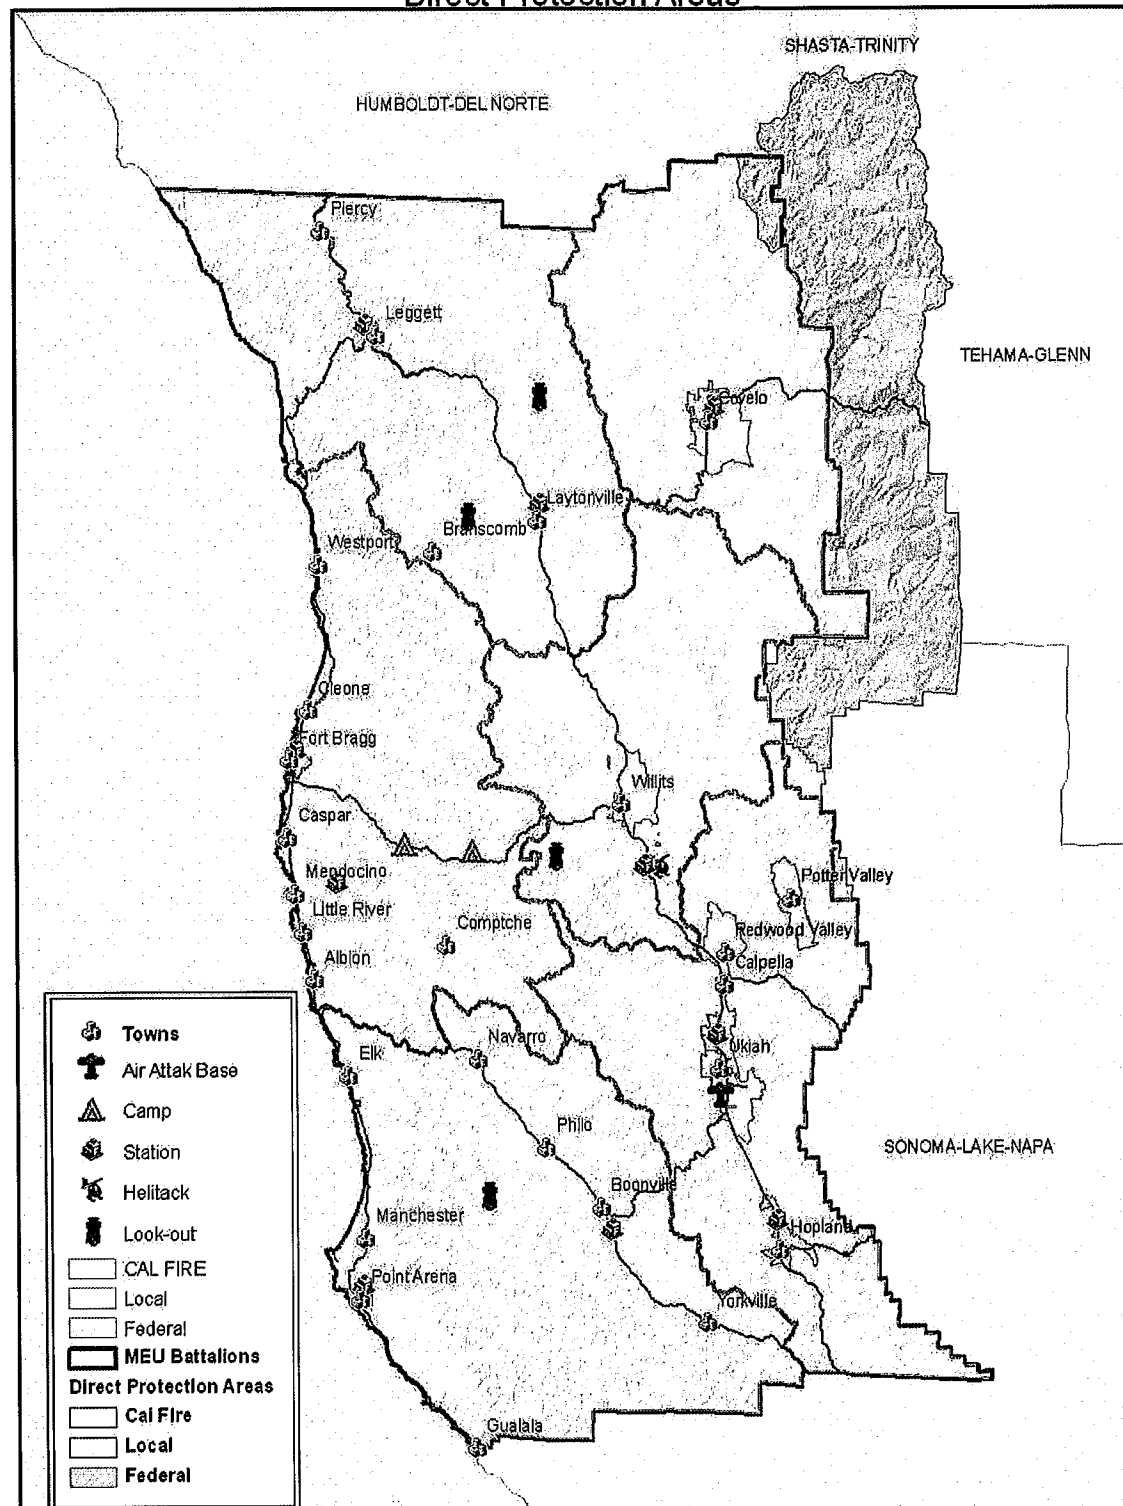 Direct Protection Areas
SHASTA-TRINITY
HUMBOLDT-DEL NORTE
Piercy
Leggett
TEHAMA-GLENN
Covelo
Laytonville
Branscomb
Westport
Cleone
Fort Bragg
Willits
Caspar
Mendocino
Potter Valley
Little River
Comptche
Redwood Valley
Albion
Calpella
Navarro
Ukiah
Elk
Philo
SONOMA-LAKE-NAPA
Boonville
Manchester
Hopland
Point Arena
Yorkville
Gualala
Towns
Air Attak Base
Camp
Station
Helitack
Look-out
CAL FIRE
Local
Federal
MEU Battalions
Direct Protection Areas
Cal Fire
Local
Federal